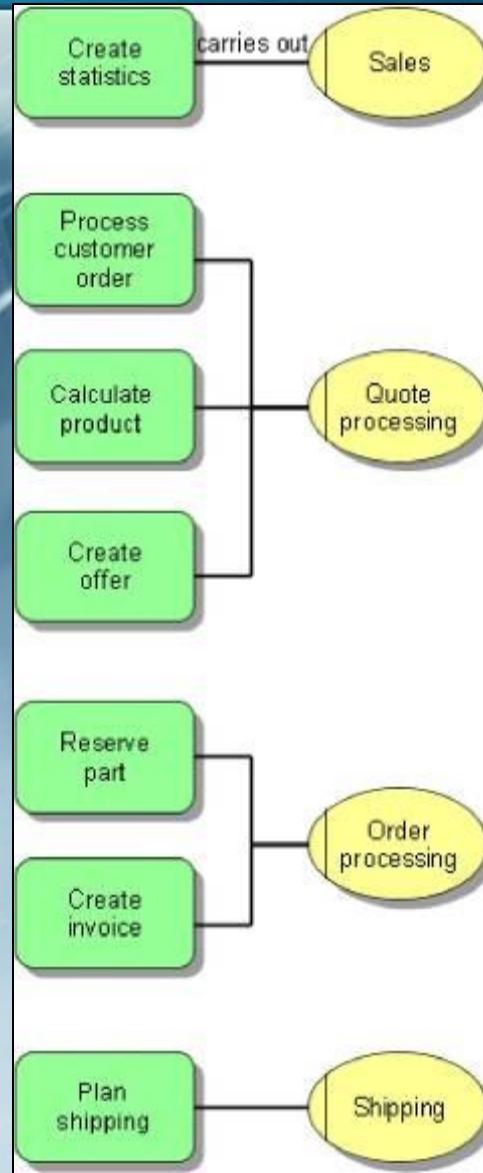 Create
statistics
carries out
Sales
Process
customer
order
Calculate
product
Quote
processing
Create
offer
Reserve
part
Order
processing
Create
invoice
Plan
shipping
Shipping